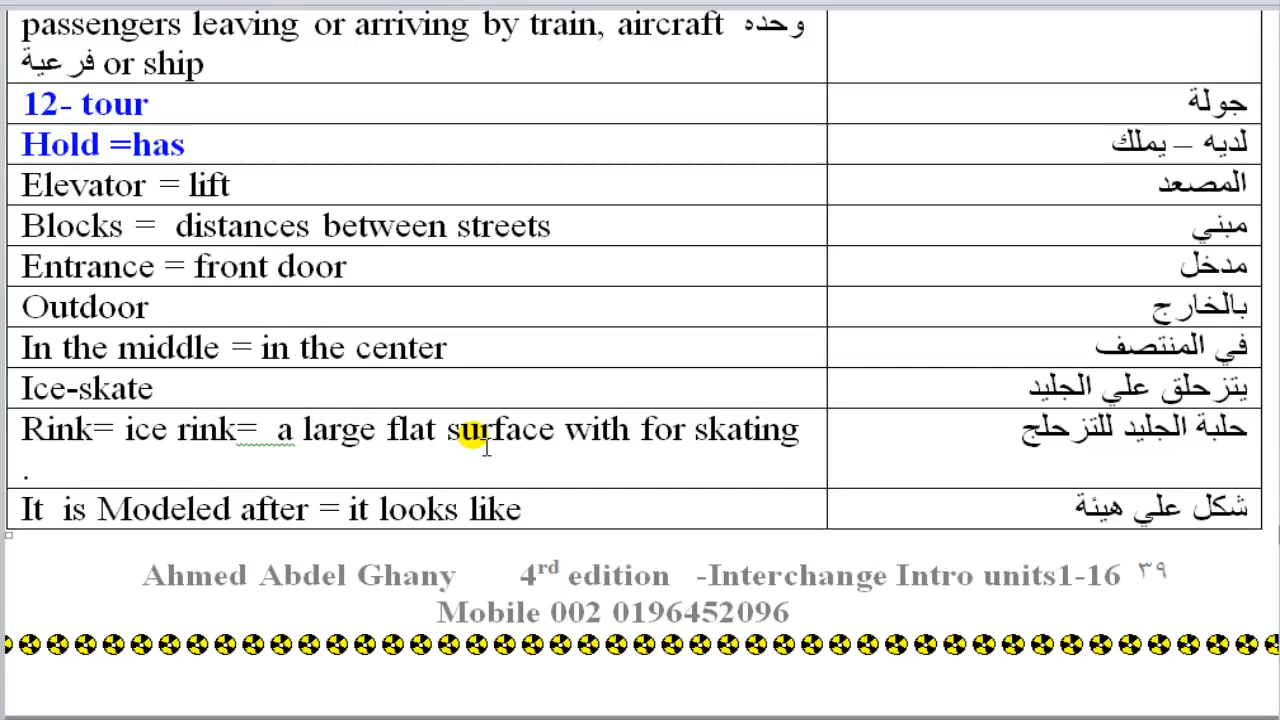 passengers leaving or arriving by train, aircraft وحده
فرعية or ship
12- tour جولة
Hold =has لديه – يملك
Elevator = lift المصعد
Blocks = distances between streets مبني
Entrance = front door مدخل
Outdoor بالخارج
In the middle = in the center في المنتصف
Ice-skate يتزحلق علي الجليد
Rink= ice rink= a large flat surface with for skating حلبة الجليد للتزحلج
.
It is Modeled after = it looks like شكل علي هيئة
Ahmed Abdel Ghany 4rd edition -Interchange Intro units1-16 ٣٩
Mobile 002 0196452096